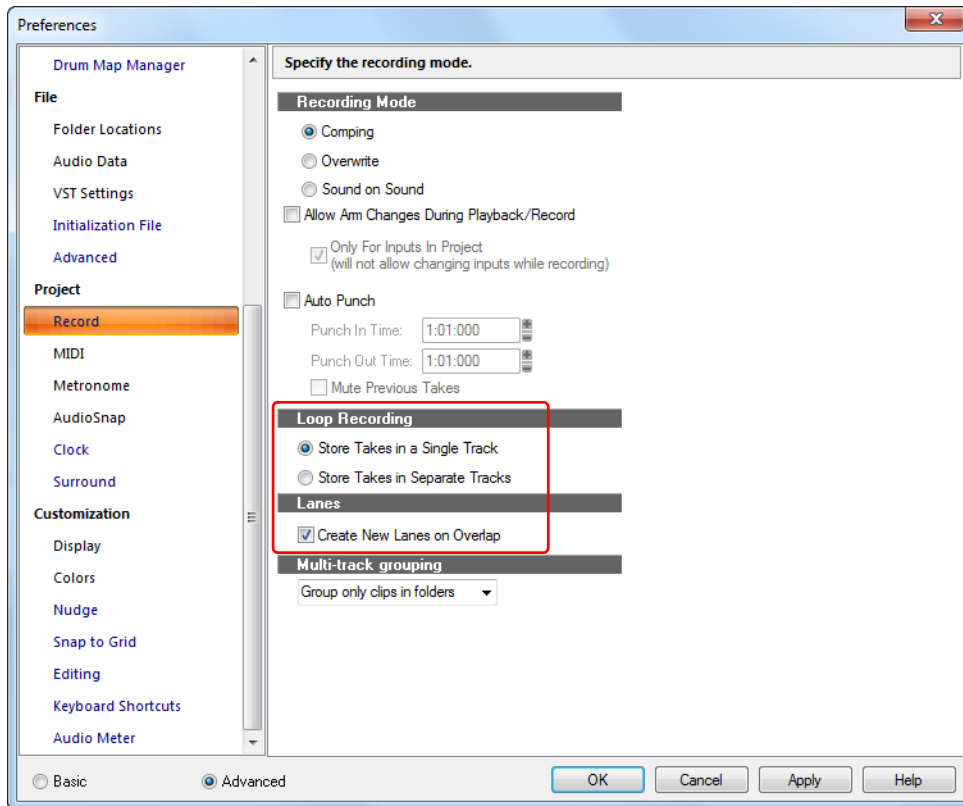 Preferences
Drum Map Manager
File
Folder Locations
Audio Data
VST Settings
Initialization File
Advanced
Project
Record
MIDI
Metronome
AudioSnap
Clock
Surround
Customization
Display
Colors
Nudge
Snap to Grid
Editing
Keyboard Shortcuts
Audio Meter
Specify the recording mode.
Recording Mode
Comping
Overwrite
Sound on Sound
Allow Arm Changes During Playback/Record
Only For Inputs In Project
(will not allow changing inputs while recording)
Auto Punch
Punch In Time: 1:01:000
Punch Out Time: 1:01:000
Mute Previous Takes
Loop Recording
Store Takes in a Single Track
Store Takes in Separate Tracks
Lanes
Create New Lanes on Overlap
Multi-track grouping
Group only clips in folders
Basic
Advanced
OK
Cancel
Apply
Help